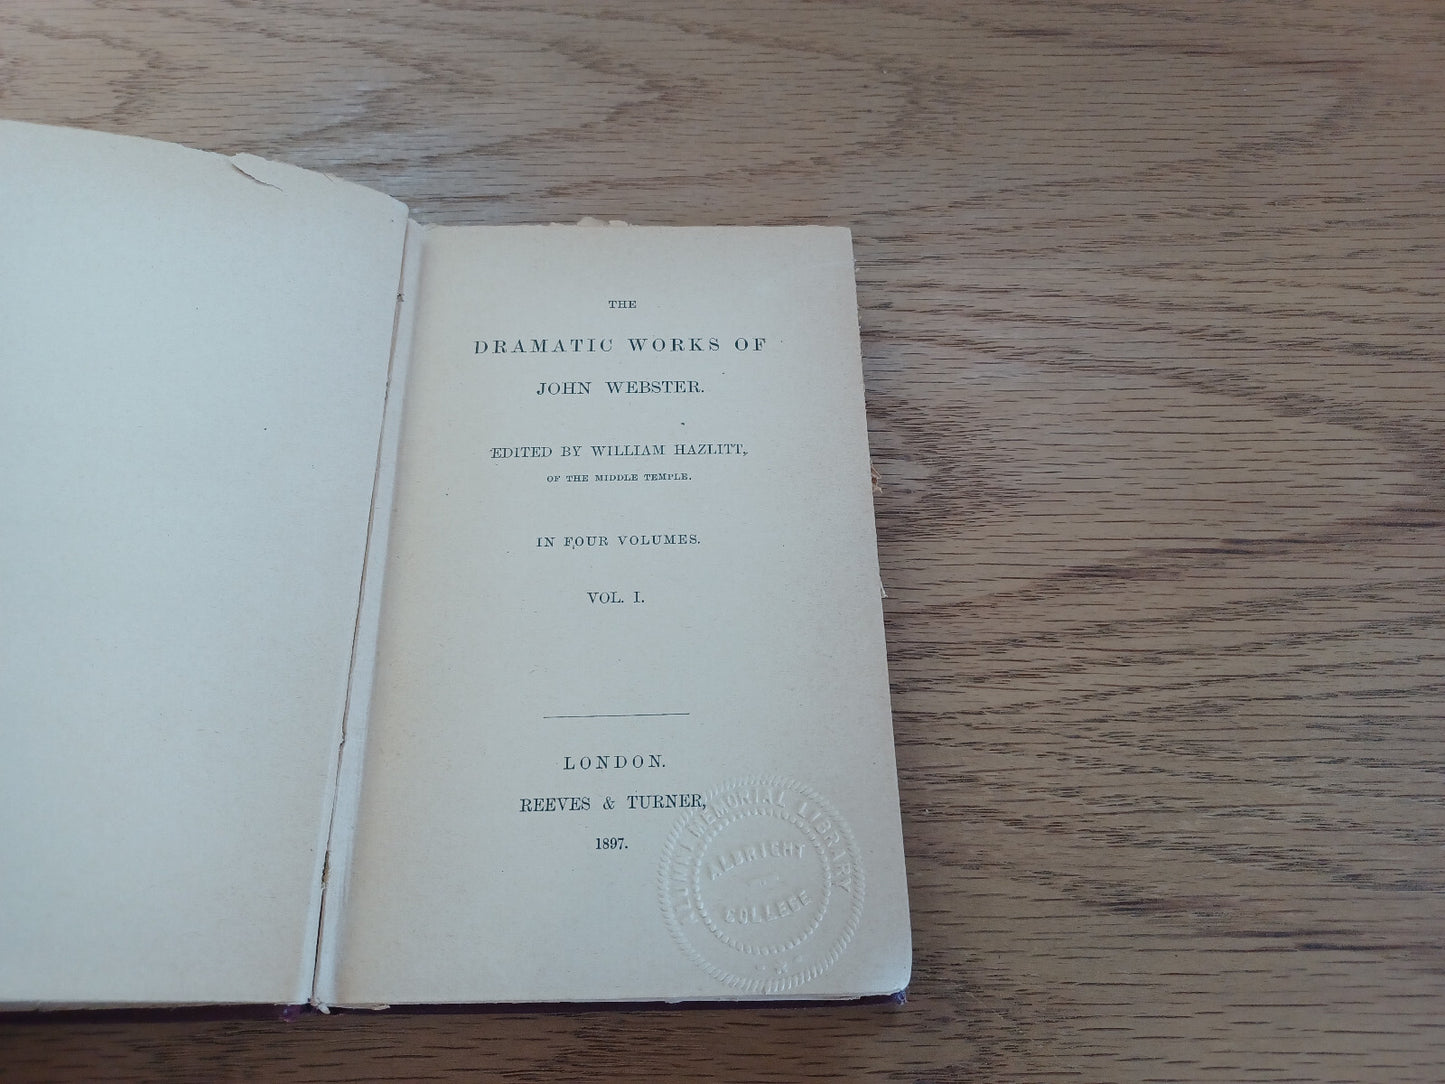 THE
DRAMATIC WORKS OF
JOHN WEBSTER.
EDITED BY WILLIAM HAZLITT,
OF THE MIDDLE TEMPLE.
IN FOUR VOLUMES.
VOL. I.
LONDON.
REEVES & TURNER,
1897.
ALUMNI MEMORIAL LIBRARY
ALBRIGHT
COLLEGE